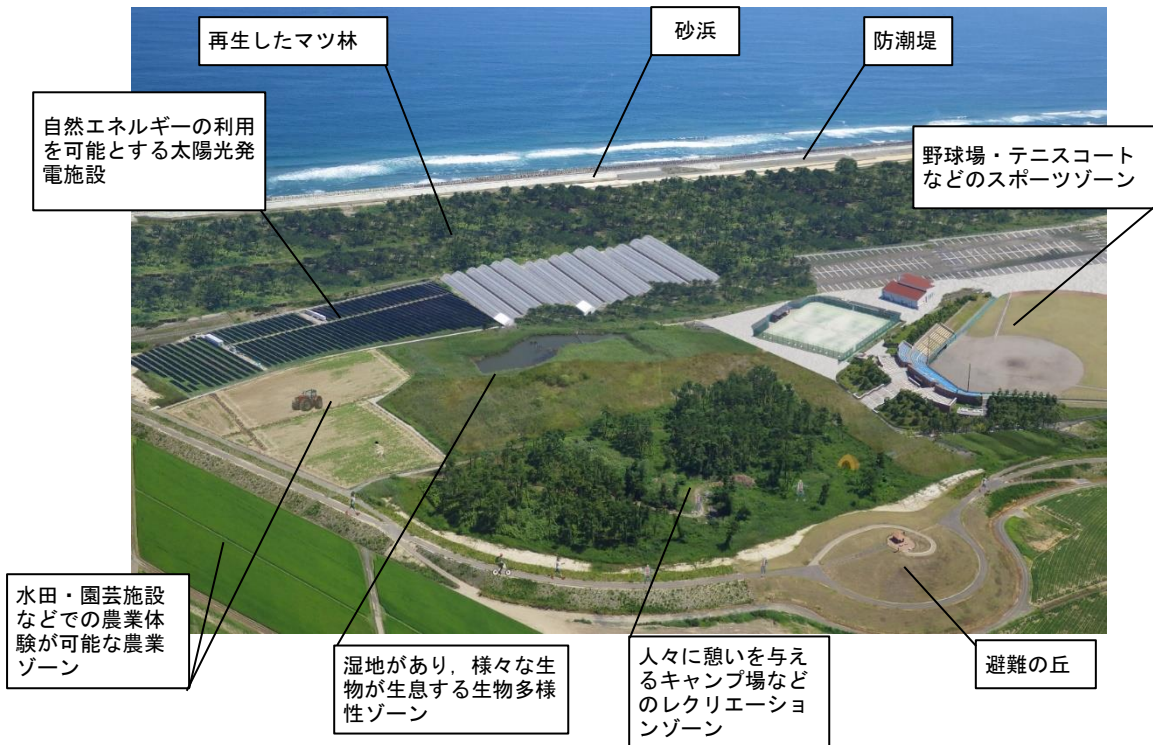 再生したマツ林
砂浜
防潮堤
自然エネルギーの利用
を可能とする太陽光発
電施設
野球場・テニスコート
などのスポーツゾーン
水田・園芸施設
などでの農業体
験が可能な農業
ゾーン
湿地があり，様々な生
物が生息する生物多様
性ゾーン
人々に憩いを与え
るキャンプ場など
のレクリエーショ
ンゾーン
避難の丘